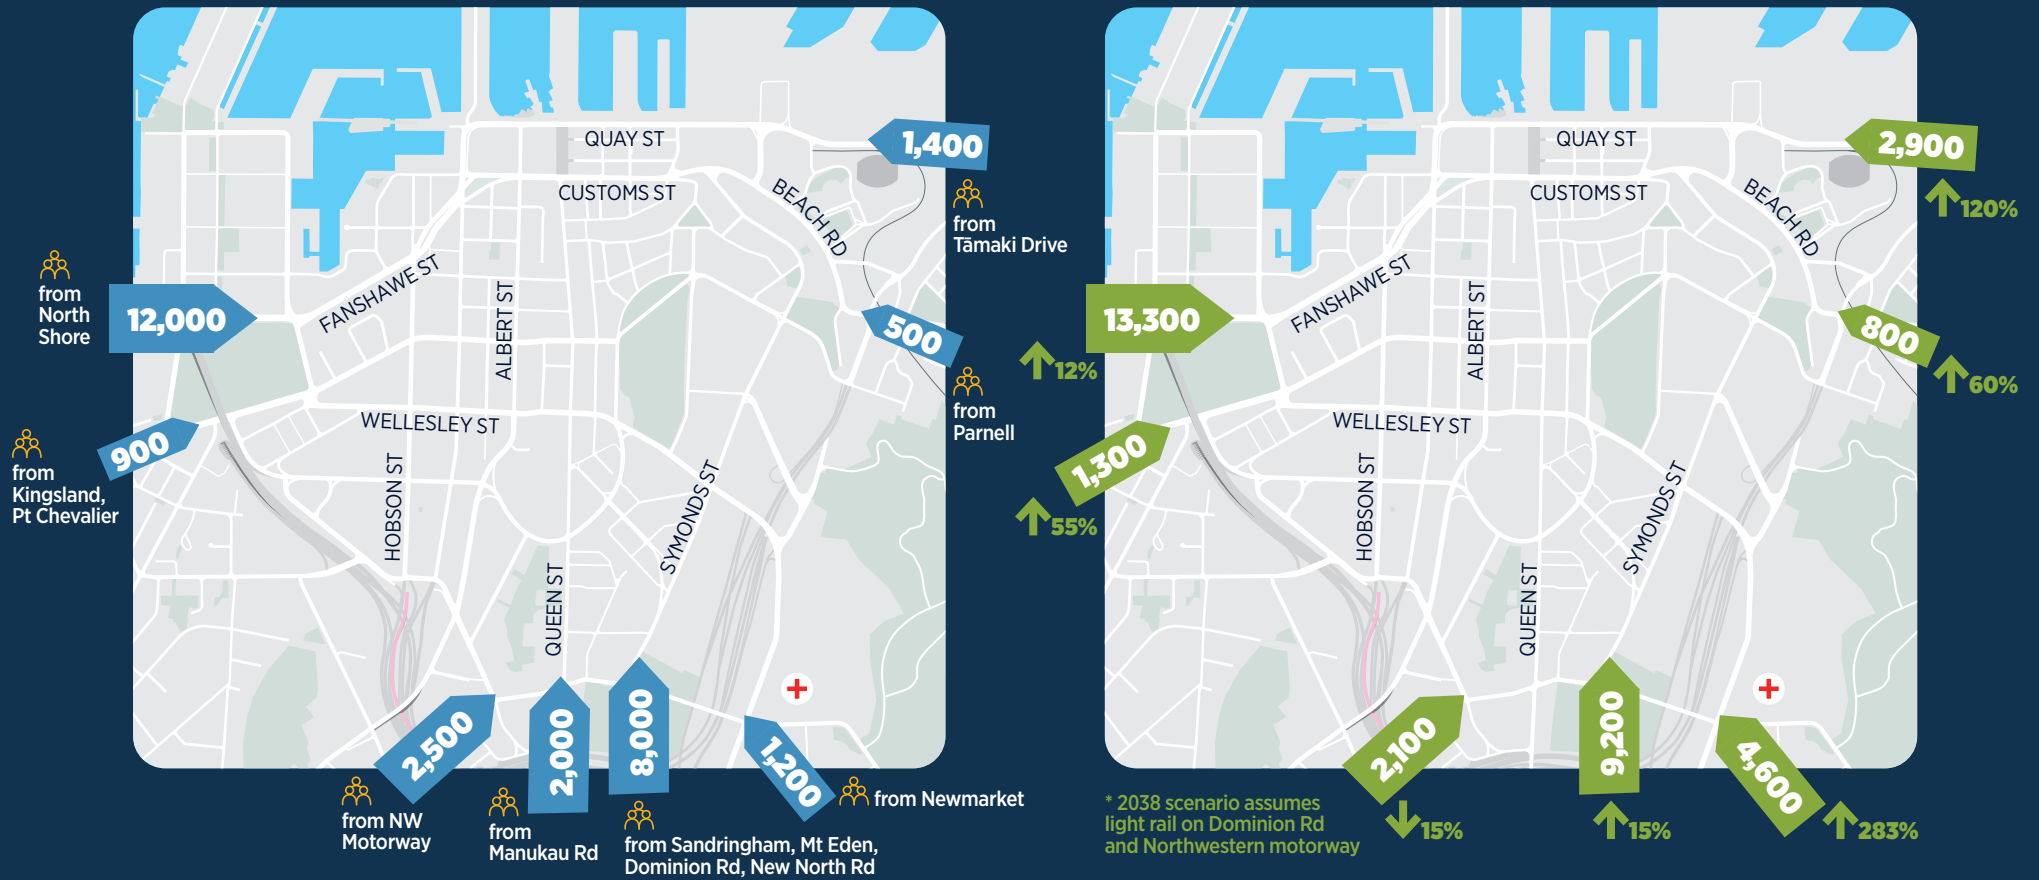 QUAY ST
1,400
CUSTOMS ST
BEACH RD
from
Tāmaki Drive
from
North
Shore
12,000
FANSHAWE ST
ALBERT ST
500
from
Parnell
WELLESLEY ST
900
from
Kingsland,
Pt Chevalier
HOBSON ST
SYMONDS ST
QUEEN ST
2,500
2,000
8,000
1,200
from NW
Motorway
from
Manukau Rd
from Sandringham, Mt Eden,
Dominion Rd, New North Rd
from Newmarket
QUAY ST
2,900
120%
CUSTOMS ST
BEACH RD
13,300
12%
FANSHAWE ST
ALBERT ST
800
60%
WELLESLEY ST
1,300
55%
HOBSON ST
SYMONDS ST
QUEEN ST
2,100
15%
9,200
15%
4,600
283%
* 2038 scenario assumes
light rail on Dominion Rd
and Northwestern motorway